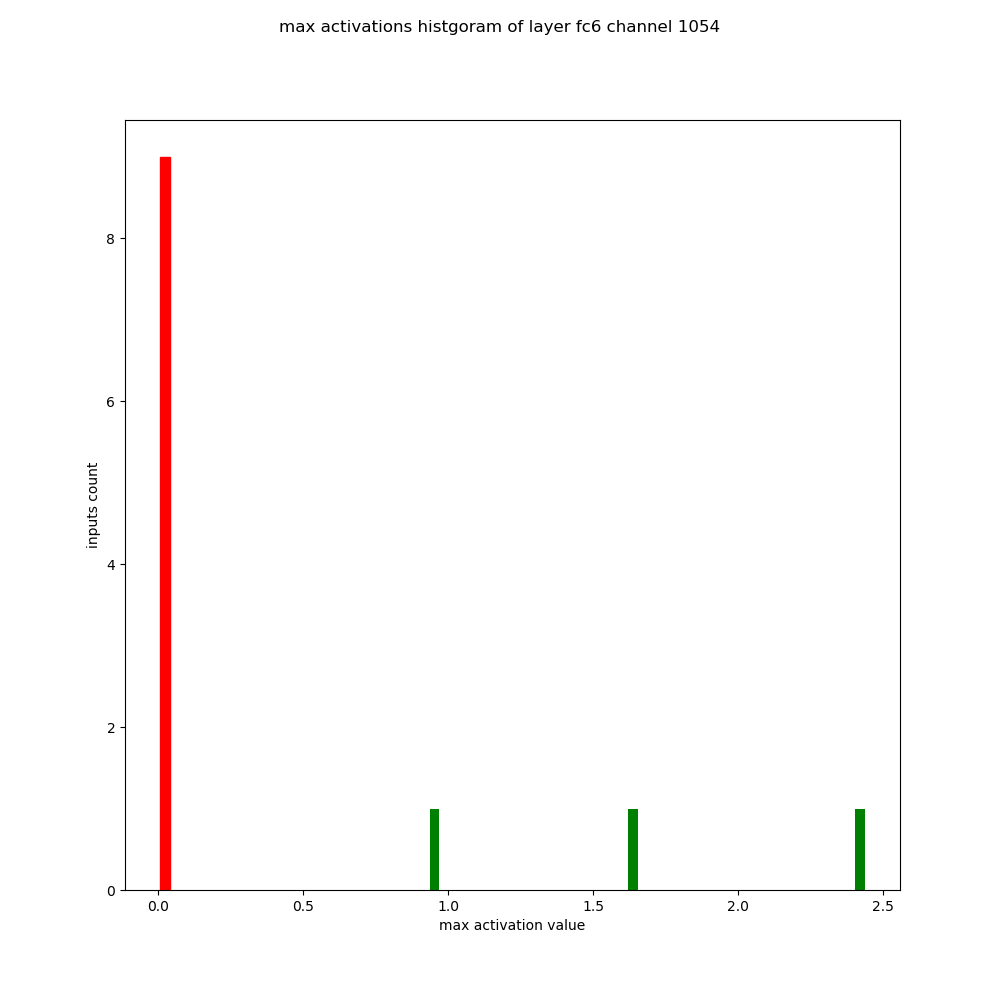 max activations histgoram of layer fc6 channel 1054
8
6
4
2
0
inputs count
0.0 0.5 1.0 1.5 2.0 2.5
max activation value